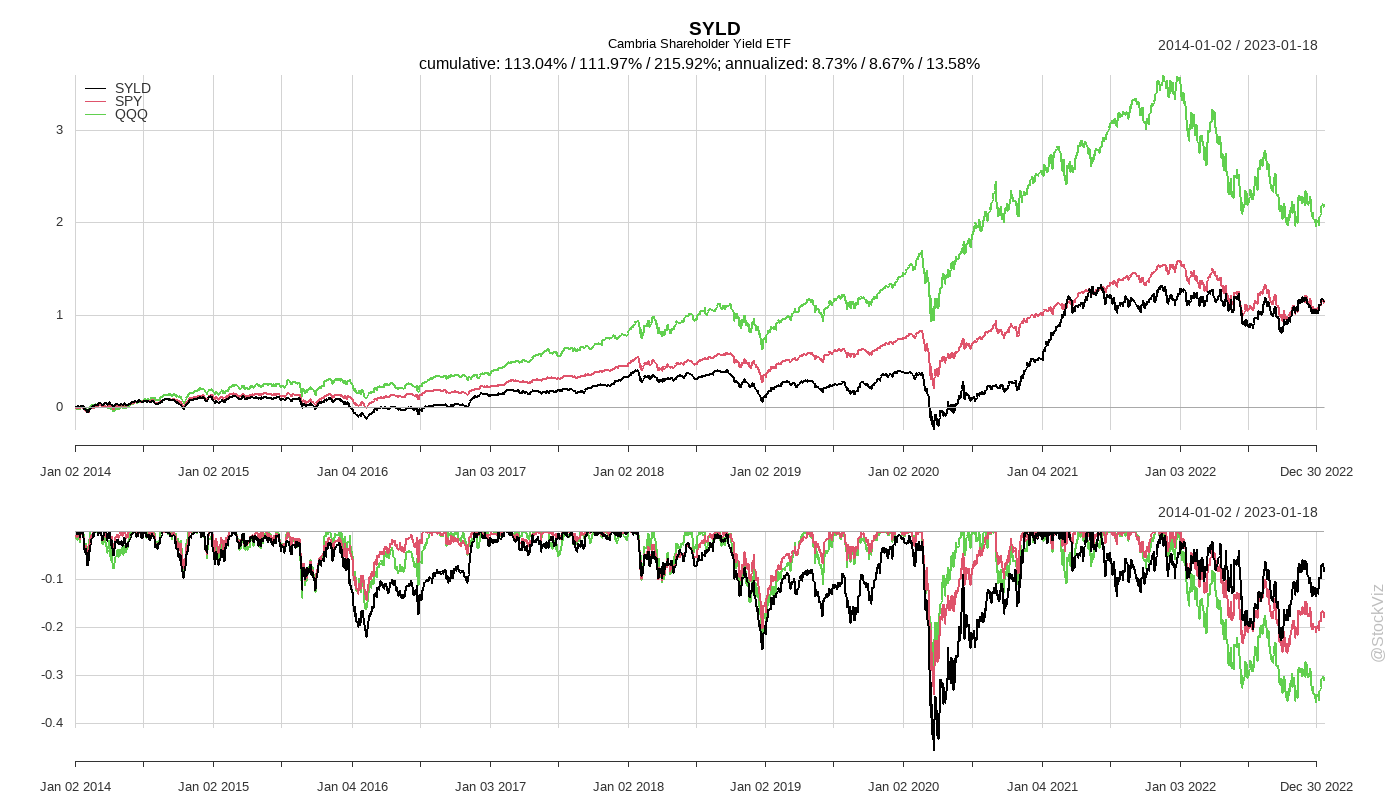 SYLD
Cambria Shareholder Yield ETF
2014-01-02 / 2023-01-18
cumulative: 113.04% / 111.97% / 215.92%; annualized: 8.73% / 8.67% / 13.58%
SYLD
SPY
QQQ
3
2
1
0
Jan 02 2014 Jan 02 2015 Jan 04 2016 Jan 03 2017 Jan 02 2018 Jan 02 2019 Jan 02 2020 Jan 04 2021 Jan 03 2022 Dec 30 2022
2014-01-02 / 2023-01-18
-0.1
-0.2
-0.3
-0.4
Jan 02 2014 Jan 02 2015 Jan 04 2016 Jan 03 2017 Jan 02 2018 Jan 02 2019 Jan 02 2020 Jan 04 2021 Jan 03 2022 Dec 30 2022
@StockViz